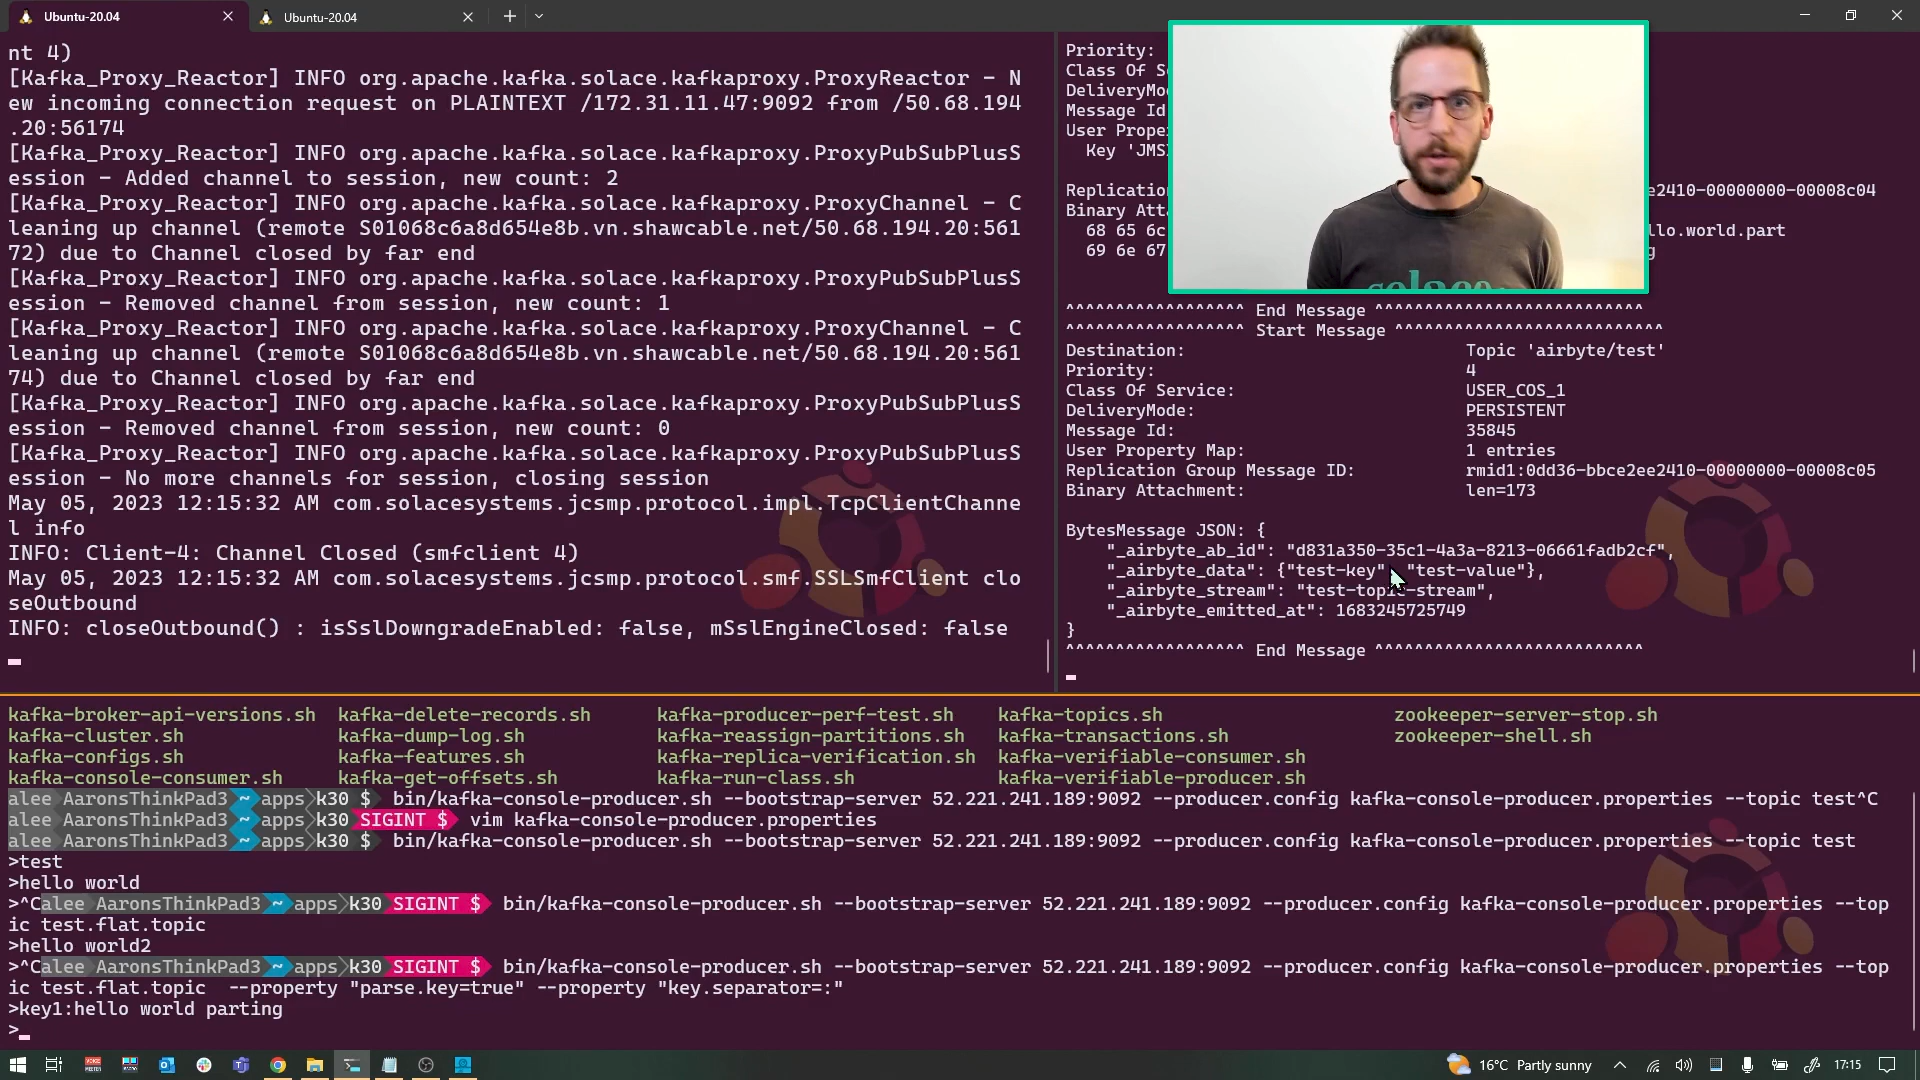 Ubuntu-20.04
Ubuntu-20.04
nt 4)
[Kafka_Proxy_Reactor] INFO org.apache.kafka.solace.kafkaproxy.ProxyReactor - N
ew incoming connection request on PLAINTEXT /172.31.11.47:9092 from /50.68.194
.20:56174
[Kafka_Proxy_Reactor] INFO org.apache.kafka.solace.kafkaproxy.ProxyPubSubPlusS
ession - Added channel to session, new count: 2
[Kafka_Proxy_Reactor] INFO org.apache.kafka.solace.kafkaproxy.ProxyChannel - C
leaning up channel (remote S01068c6a8d654e8b.vn.shawcable.net/50.68.194.20:561
72) due to Channel closed by far end
[Kafka_Proxy_Reactor] INFO org.apache.kafka.solace.kafkaproxy.ProxyPubSubPlusS
ession - Removed channel from session, new count: 1
[Kafka_Proxy_Reactor] INFO org.apache.kafka.solace.kafkaproxy.ProxyChannel - C
leaning up channel (remote S01068c6a8d654e8b.vn.shawcable.net/50.68.194.20:561
74) due to Channel closed by far end
[Kafka_Proxy_Reactor] INFO org.apache.kafka.solace.kafkaproxy.ProxyPubSubPlusS
ession - Removed channel from session, new count: 0
[Kafka_Proxy_Reactor] INFO org.apache.kafka.solace.kafkaproxy.ProxyPubSubPlusS
ession - No more channels for session, closing session
May 05, 2023 12:15:32 AM com.solacesystems.jcsmp.protocol.impl.TcpClientChanne
l info
INFO: Client-4: Channel Closed (smfclient 4)
May 05, 2023 12:15:32 AM com.solacesystems.jcsmp.protocol.smf.SSLSmfClient clo
seOutbound
INFO: closeOutbound() : isSslDowngradeEnabled: false, mSslEngineClosed: false
Priority:
Class Of S
DeliveryMo
Message Id
User Prope
Key 'JMS
Replication e2410-00000000-00008c04
Binary Att
68 65 6c llo.world.part
69 6e 67 g
solace
^^^^^^^^^^^^^^^^^^ End Message ^^^^^^^^^^^^^^^^^^^^^^^^^^^
^^^^^^^^^^^^^^^^^^ Start Message ^^^^^^^^^^^^^^^^^^^^^^^^^^^
Destination: Topic 'airbyte/test'
Priority: 4
Class Of Service: USER_COS_1
DeliveryMode: PERSISTENT
Message Id: 35845
User Property Map: 1 entries
Replication Group Message ID: rmid1:0dd36-bbce2ee2410-00000000-00008c05
Binary Attachment: len=173
BytesMessage JSON: {
"_airbyte_ab_id": "d831a350-35c1-4a3a-8213-06661fadb2cf",
"_airbyte_data": {"test-key" "test-value"},
"_airbyte_stream": "test-topic-stream",
"_airbyte_emitted_at": 1683245725749
}
^^^^^^^^^^^^^^^^^^ End Message ^^^^^^^^^^^^^^^^^^^^^^^^^^^
kafka-broker-api-versions.sh kafka-delete-records.sh kafka-producer-perf-test.sh kafka-topics.sh zookeeper-server-stop.sh
kafka-cluster.sh kafka-dump-log.sh kafka-reassign-partitions.sh kafka-transactions.sh zookeeper-shell.sh
kafka-configs.sh kafka-features.sh kafka-replica-verification.sh kafka-verifiable-consumer.sh
kafka-console-consumer.sh kafka-get-offsets.sh kafka-run-class.sh kafka-verifiable-producer.sh
alee AaronsThinkPad3 ~ apps k30 $ bin/kafka-console-producer.sh --bootstrap-server 52.221.241.189:9092 --producer.config kafka-console-producer.properties --topic test^C
alee AaronsThinkPad3 ~ apps k30 SIGINT $ vim kafka-console-producer.properties
alee AaronsThinkPad3 ~ apps k30 $ bin/kafka-console-producer.sh --bootstrap-server 52.221.241.189:9092 --producer.config kafka-console-producer.properties --topic test
>test
>hello world
>^Calee AaronsThinkPad3 ~ apps k30 SIGINT $ bin/kafka-console-producer.sh --bootstrap-server 52.221.241.189:9092 --producer.config kafka-console-producer.properties --top
ic test.flat.topic
>hello world2
>^Calee AaronsThinkPad3 ~ apps k30 SIGINT $ bin/kafka-console-producer.sh --bootstrap-server 52.221.241.189:9092 --producer.config kafka-console-producer.properties --top
ic test.flat.topic --property "parse.key=true" --property "key.separator=:"
>key1:hello world parting
>
16°C Partly sunny
17:15